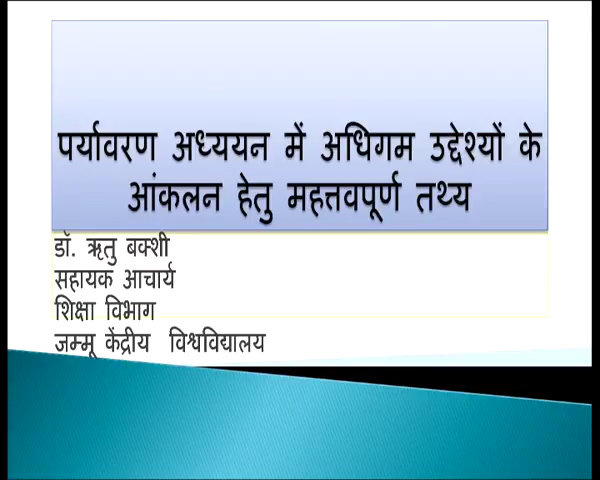 पर्यावरण अध्ययन में अधिगम उद्देश्यों के
आंकलन हेतु महत्तवपूर्ण तथ्य
डॉ. ऋतु बक्शी
सहायक आचार्य
शिक्षा विभाग
जम्मू केंद्रीय विश्वविद्यालय